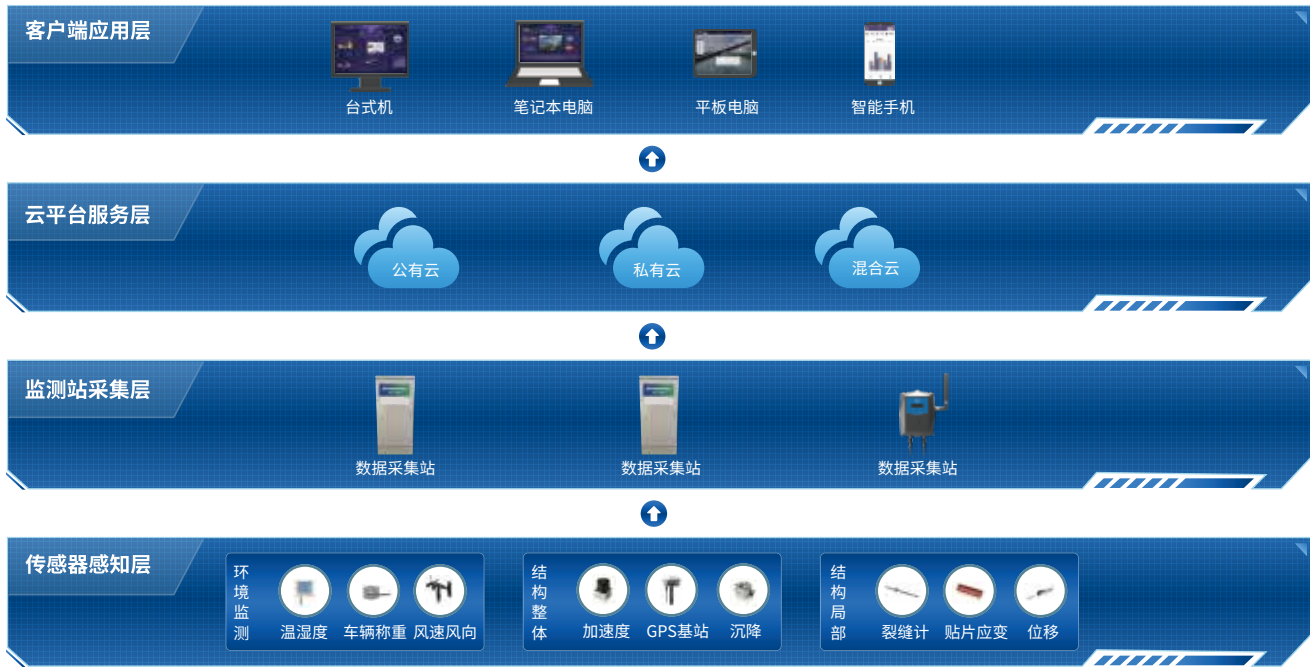 客户端应用层
台式机
笔记本电脑
平板电脑
智能手机
云平台服务层
公有云
私有云
混合云
监测站采集层
数据采集站
数据采集站
数据采集站
传感器感知层
环境监测
温湿度
车辆称重
风速风向
结构整体
加速度
GPS基站
沉降
结构局部
裂缝计
贴片应变
位移